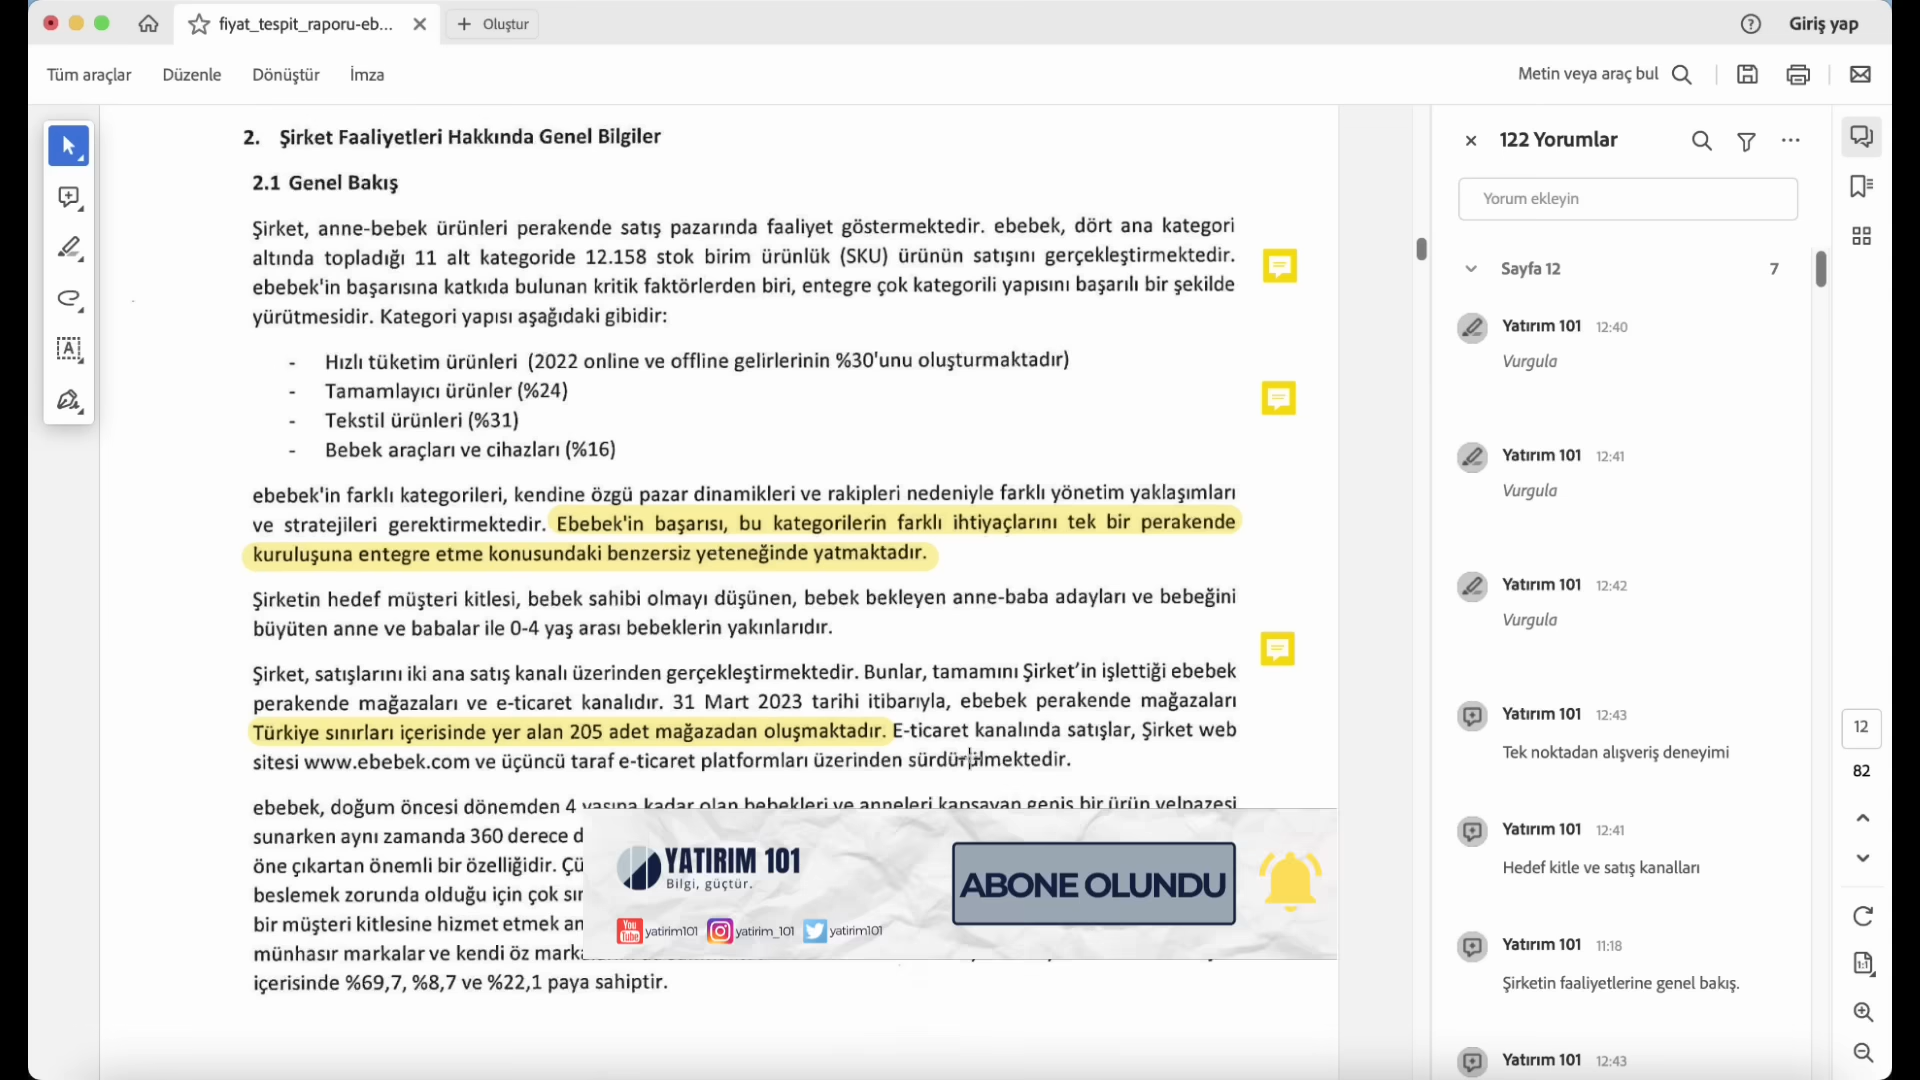 fiyat_tespit_raporu-eb...
Oluştur
Giriş yap
Tüm araçlar
Düzenle
Dönüştür
İmza
Metin veya araç bul
2. Şirket Faaliyetleri Hakkında Genel Bilgiler
2.1 Genel Bakış
Şirket, anne-bebek ürünleri perakende satış pazarında faaliyet göstermektedir. ebebek, dört ana kategori
altında topladığı 11 alt kategoride 12.158 stok birim ürünlük (SKU) ürünün satışını gerçekleştirmektedir.
ebebek'in başarısına katkıda bulunan kritik faktörlerden biri, entegre çok kategorili yapısını başarılı bir şekilde
yürütmesidir. Kategori yapısı aşağıdaki gibidir:
- Hızlı tüketim ürünleri (2022 online ve offline gelirlerinin %30'unu oluşturmaktadır)
- Tamamlayıcı ürünler (%24)
- Tekstil ürünleri (%31)
- Bebek araçları ve cihazları (%16)
ebebek'in farklı kategorileri, kendine özgü pazar dinamikleri ve rakipleri nedeniyle farklı yönetim yaklaşımları
ve stratejileri gerektirmektedir. Ebebek'in başarısı, bu kategorilerin farklı ihtiyaçlarını tek bir perakende
kuruluşuna entegre etme konusundaki benzersiz yeteneğinde yatmaktadır.
Şirketin hedef müşteri kitlesi, bebek sahibi olmayı düşünen, bebek bekleyen anne-baba adayları ve bebeğini
büyüten anne ve babalar ile 0-4 yaş arası bebeklerin yakınlarıdır.
Şirket, satışlarını iki ana satış kanalı üzerinden gerçekleştirmektedir. Bunlar, tamamını Şirket'in işlettiği ebebek
perakende mağazaları ve e-ticaret kanalıdır. 31 Mart 2023 tarihi itibarıyla, ebebek perakende mağazaları
Türkiye sınırları içerisinde yer alan 205 adet mağazadan oluşmaktadır. E-ticaret kanalında satışlar, Şirket web
sitesi www.ebebek.com ve üçüncü taraf e-ticaret platformları üzerinden sürdürülmektedir.
ebebek, doğum öncesi dönemden 4 yaşına kadar olan bebekleri ve anneleri kapsayan geniş bir ürün yelpazesi
sunarken aynı zamanda 360 derece
öne çıkartan önemli bir özelliğidir.
beslemek zorunda olduğu için çok
bir müşteri kitlesine hizmet etmek
münhasır markalar ve kendi öz
içerisinde %69,7, %8,7 ve %22,1 paya sahiptir.
YATIRIM 101
Bilgi, güçtür.
You Tube yatirim101 yatirim_101 yatirim101
ABONE OLUNDU
122 Yorumlar
Yorum ekleyin
Sayfa 12 7
Yatırım 101 12:40
Vurgula
Yatırım 101 12:41
Vurgula
Yatırım 101 12:42
Vurgula
Yatırım 101 12:43
Tek noktadan alışveriş deneyimi
Yatırım 101 12:41
Hedef kitle ve satış kanalları
Yatırım 101 11:18
Şirketin faaliyetlerine genel bakış.
Yatırım 101 12:43
12
82